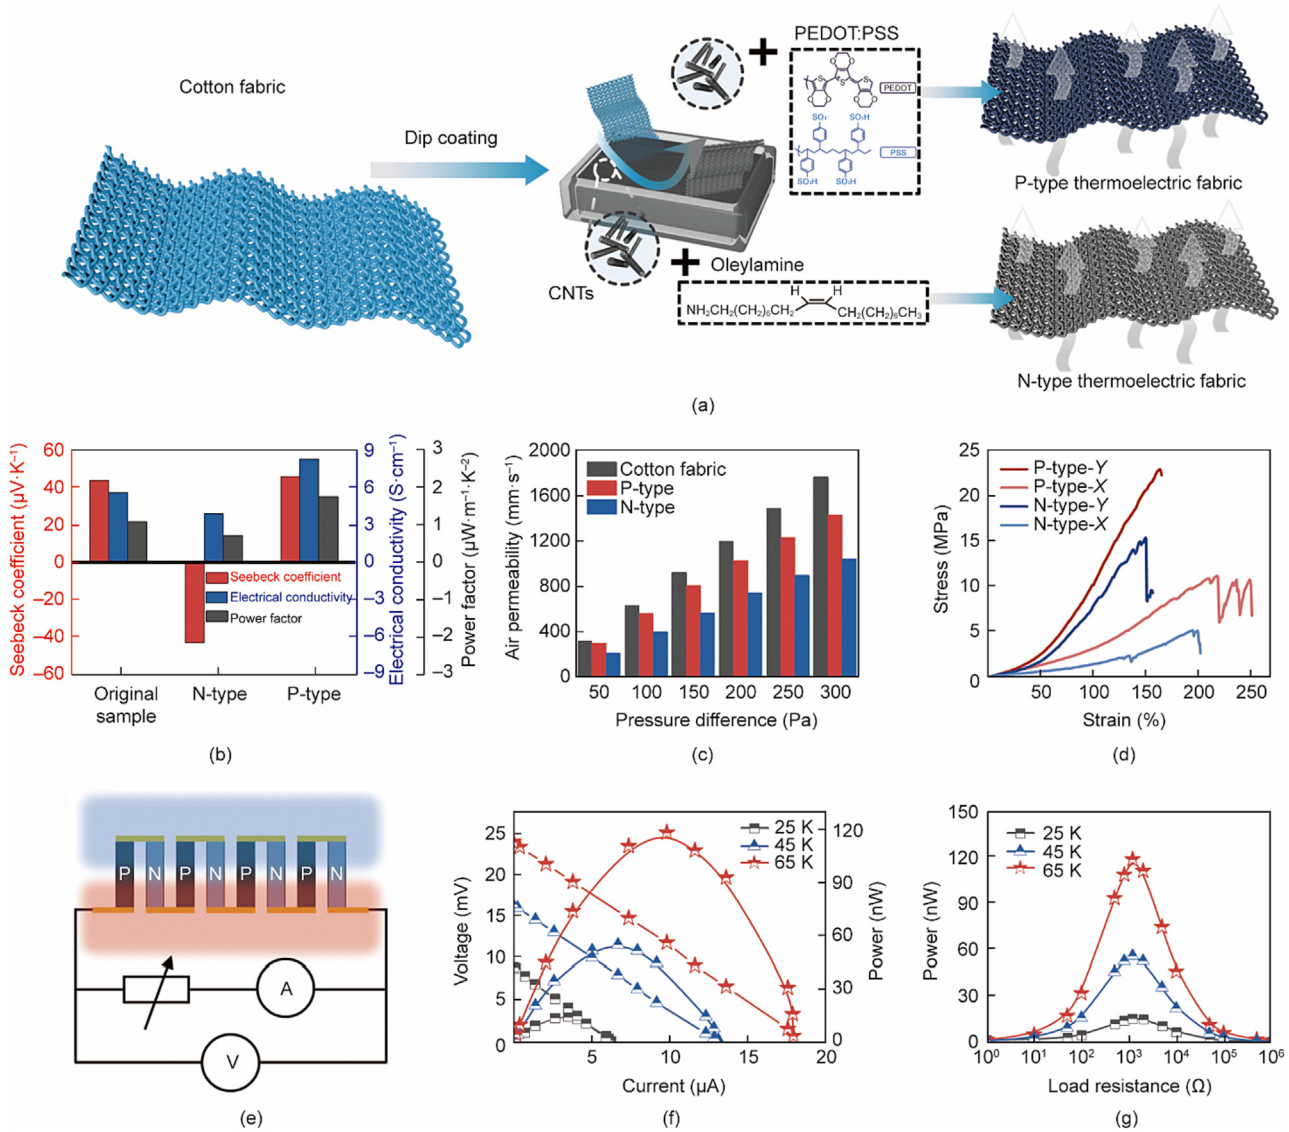 Cotton fabric
Dip coating
PEDOT:PSS
PEDOT
SO₃⁻ SO₃H
PSS
SO₃H SO₃H
P-type thermoelectric fabric
CNTs
Oleylamine
H H
NH₂CH₂(CH₂)₆CH₂ CH₂(CH₂)₆CH₃
N-type thermoelectric fabric
(a)
Seebeck coefficient (μV·K⁻¹)
60
40
20
0
−20
−40
−60
Original sample
N-type
P-type
Seebeck coefficient
Electrical conductivity
Power factor
9
6
3
0
−3
−6
−9
Electrical conductivity (S·cm⁻¹)
3
2
1
0
−1
−2
−3
Power factor (μW·m⁻¹·K⁻²)
(b)
Air permeability (mm·s⁻¹)
2000
1600
1200
800
400
0
Cotton fabric
P-type
N-type
50 100 150 200 250 300
Pressure difference (Pa)
(c)
Stress (MPa)
25
20
15
10
5
0
P-type-Y
P-type-X
N-type-Y
N-type-X
50 100 150 200 250
Strain (%)
(d)
P N P N P N P N
A
V
(e)
Voltage (mV)
25
20
15
10
5
0
25 K
45 K
65 K
120
90
60
30
0
Power (nW)
5 10 15 20
Current (μA)
(f)
Power (nW)
150
120
90
60
30
0
25 K
45 K
65 K
10⁰ 10¹ 10² 10³ 10⁴ 10⁵ 10⁶
Load resistance (Ω)
(g)